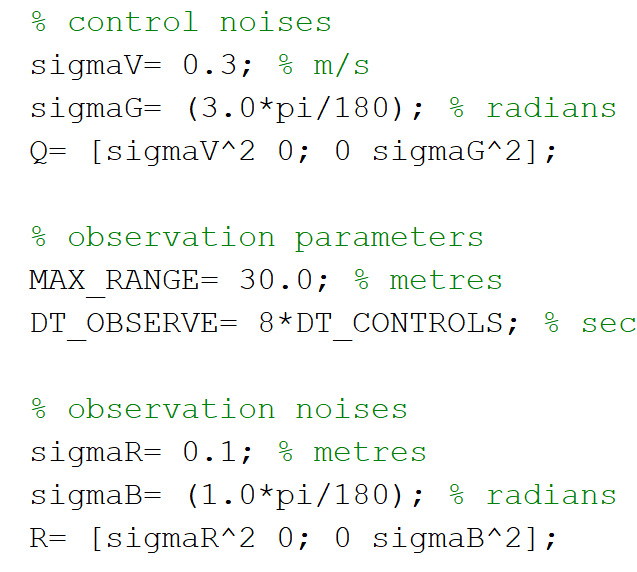 % control noises
sigmaV= 0.3; % m/s
sigmaG= (3.0*pi/180); % radians
Q= [sigmaV^2 0; 0 sigmaG^2];
% observation parameters
MAX_RANGE= 30.0; % metres
DT_OBSERVE= 8*DT_CONTROLS; % sec
% observation noises
sigmaR= 0.1; % metres
sigmaB= (1.0*pi/180); % radians
R= [sigmaR^2 0; 0 sigmaB^2];